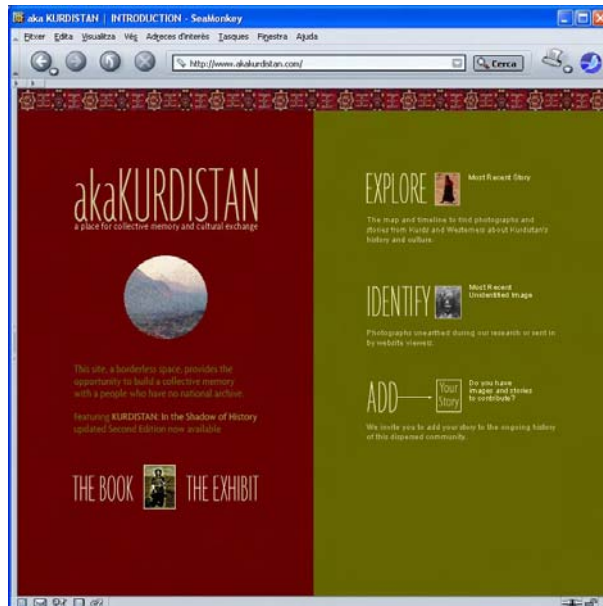 aka KURDISTAN | INTRODUCTION - SeaMonkey
Fitxer Edita Visualitza Vés Adreces d'interès Tasques Finestra Ajuda
http://www.akakurdistan.com/
Cerca
akaKURDISTAN
a place for collective memory and cultural exchange
This site, a borderless space, provides the
opportunity to build a collective memory
with a people who have no national archive.
Featuring KURDISTAN: In the Shadow of History
updated Second Edition now available
THE BOOK THE EXHIBIT
EXPLORE
Most Recent Story
The map and timeline to find photographs and
stories from Kurds and Westerners about Kurdistan's
history and culture.
IDENTIFY
Most Recent
Unidentified Image
Photographs unearthed during our research or sent in
by website viewers.
ADD
Your
Story
Do you have
images and stories
to contribute?
We invite you to add your story to the ongoing history
of this dispersed community.